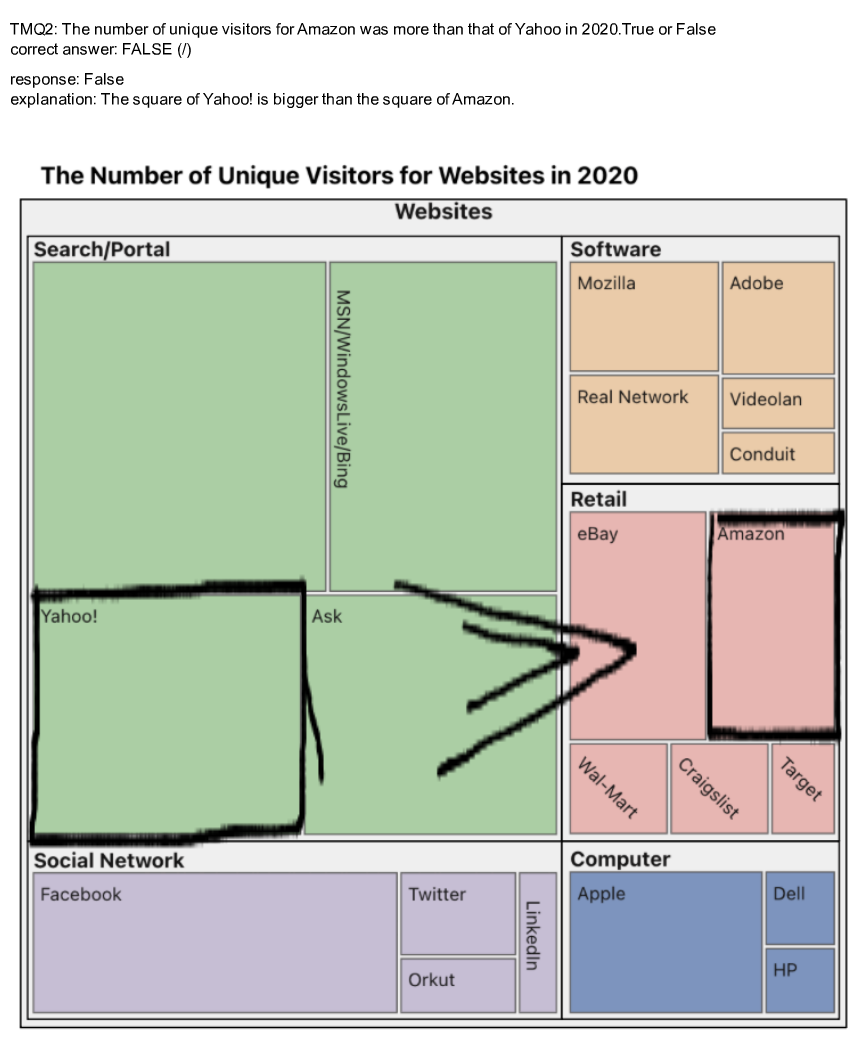 TMQ2: The number of unique visitors for Amazon was more than that of Yahoo in 2020.True or False
correct answer: FALSE (/)
response: False
explanation: The square of Yahoo! is bigger than the square of Amazon.
The Number of Unique Visitors for Websites in 2020
Websites
Search/Portal
MSN/WindowsLive/Bing
Yahoo!
Ask
Software
Mozilla
Adobe
Real Network
Videolan
Conduit
Retail
eBay
Amazon
Wal-Mart
Craigslist
Target
Social Network
Facebook
Twitter
LinkedIn
Orkut
Computer
Apple
Dell
HP